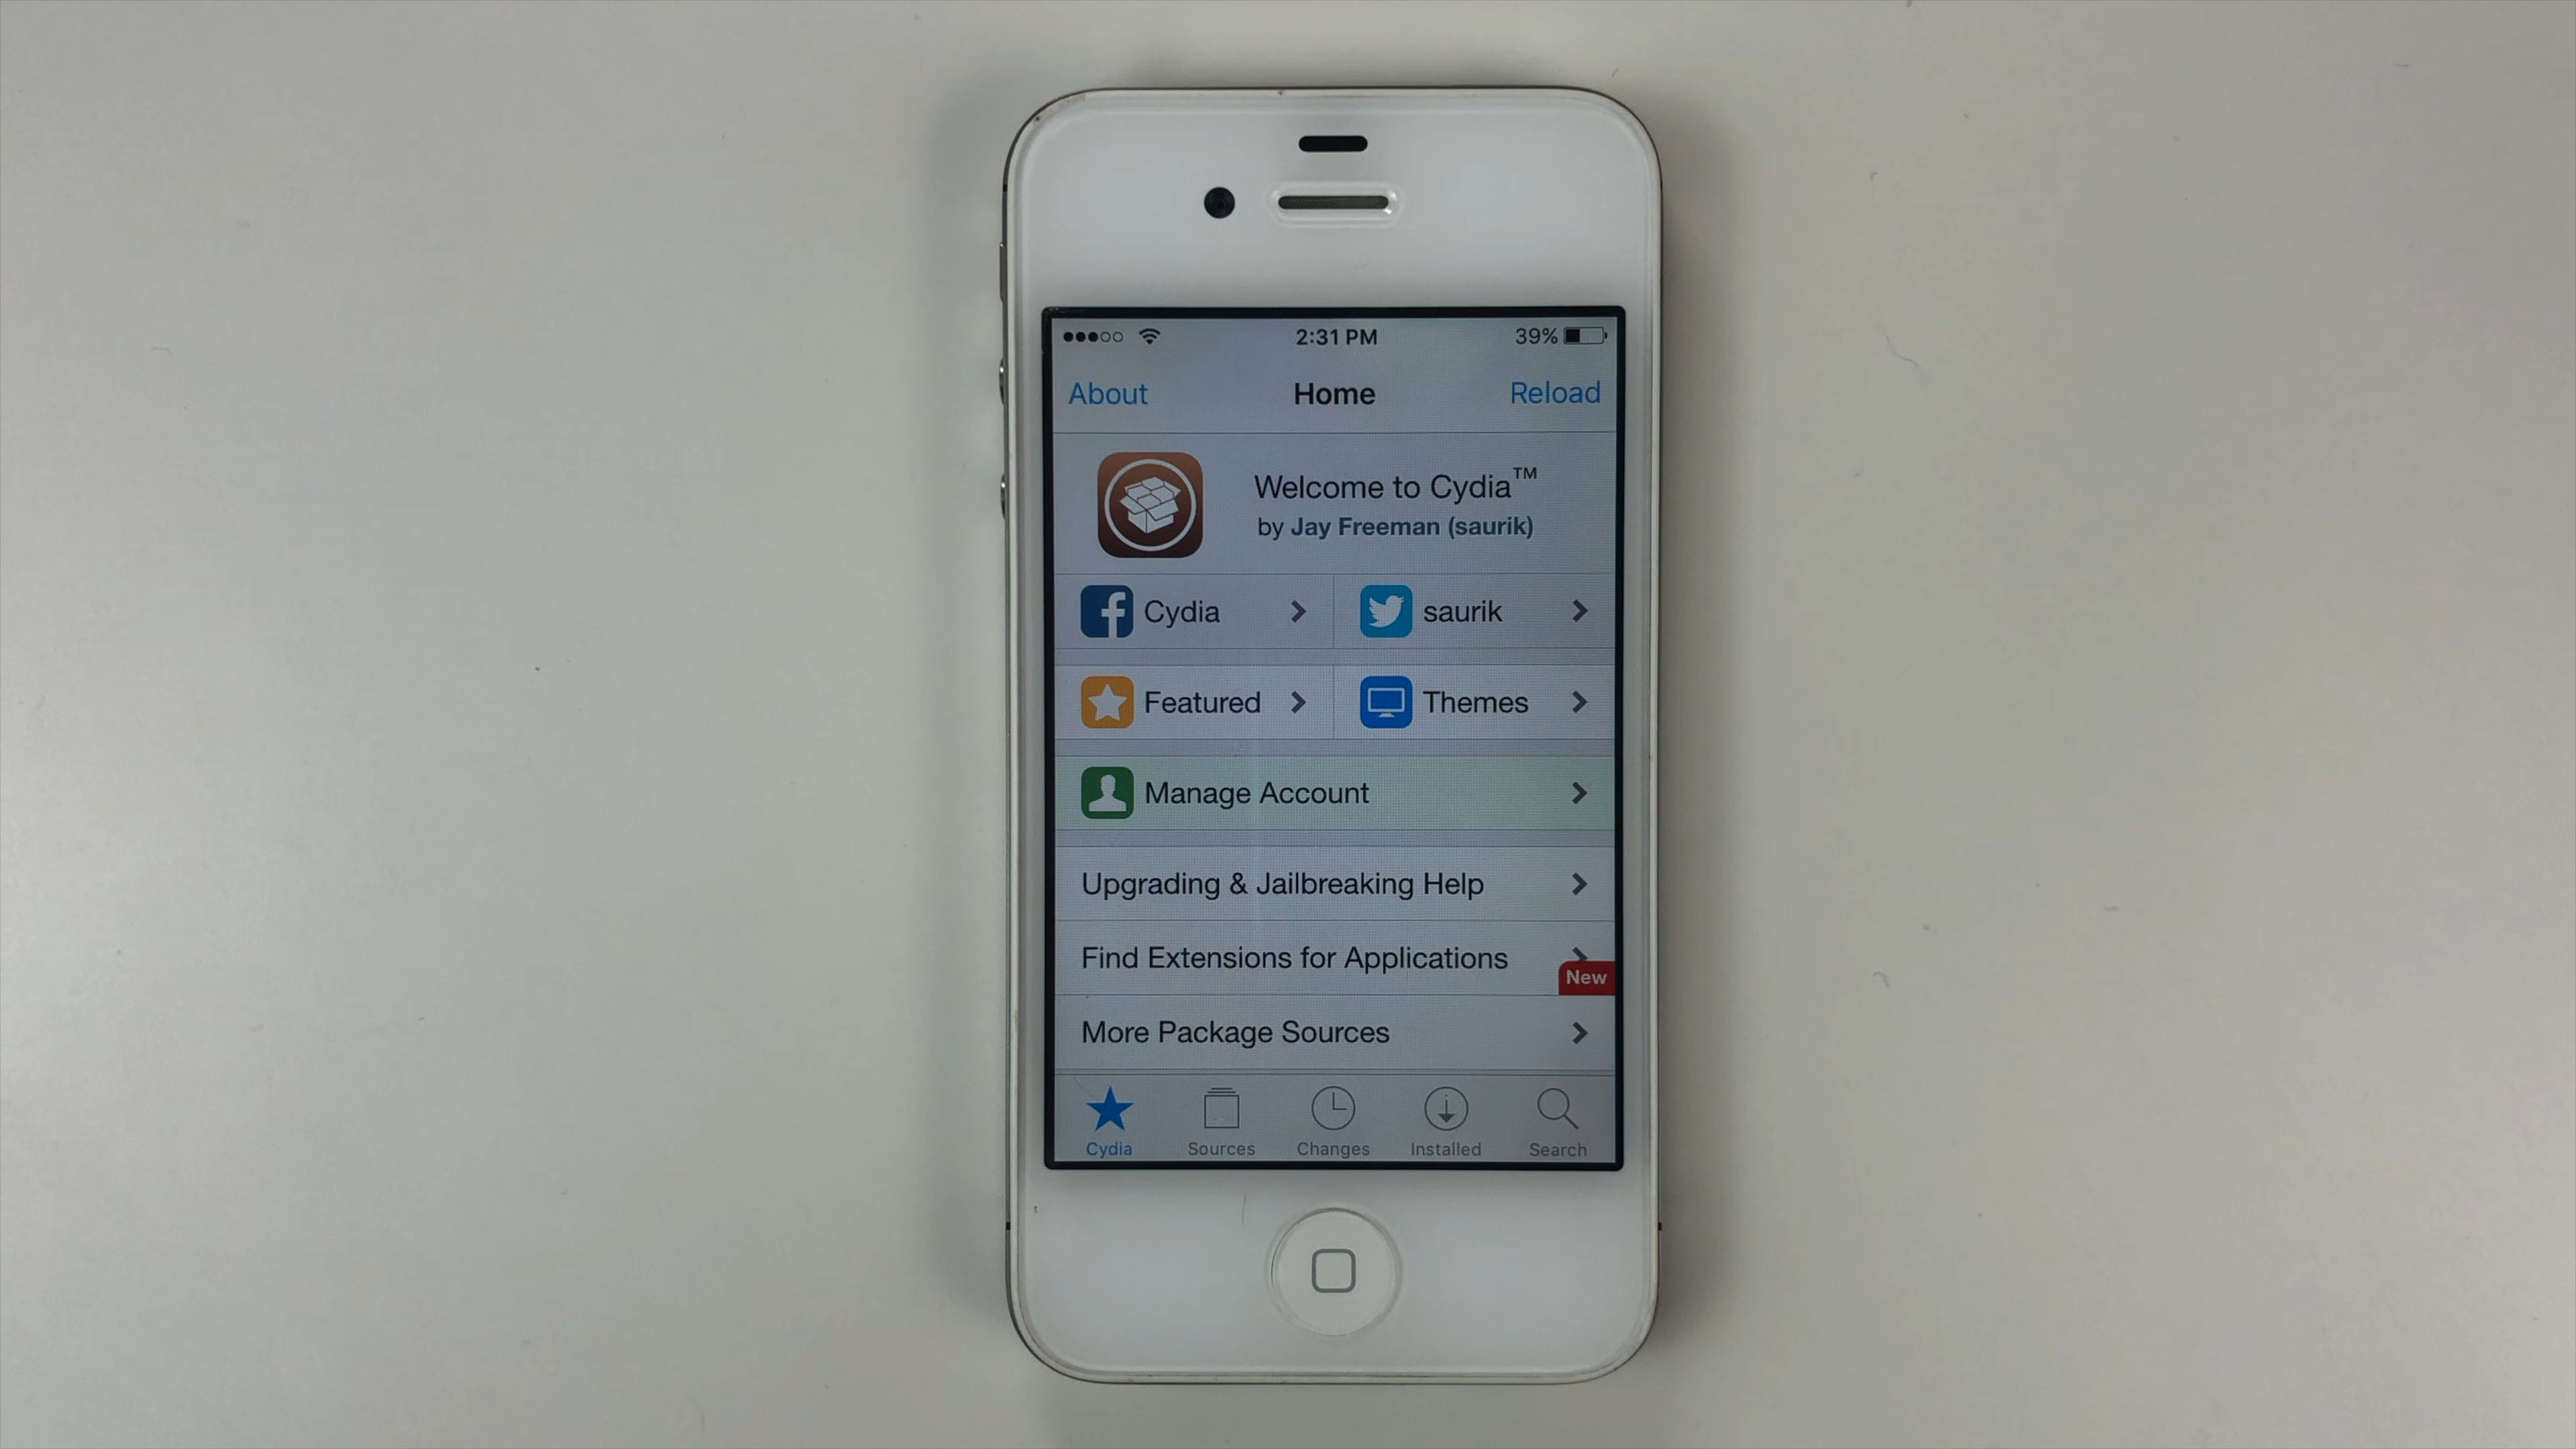 2:31 PM 39%
About Home Reload
Welcome to Cydia™
by Jay Freeman (saurik)
Cydia saurik
Featured Themes
Manage Account
Upgrading & Jailbreaking Help
Find Extensions for Applications
New
More Package Sources
Cydia Sources Changes Installed Search